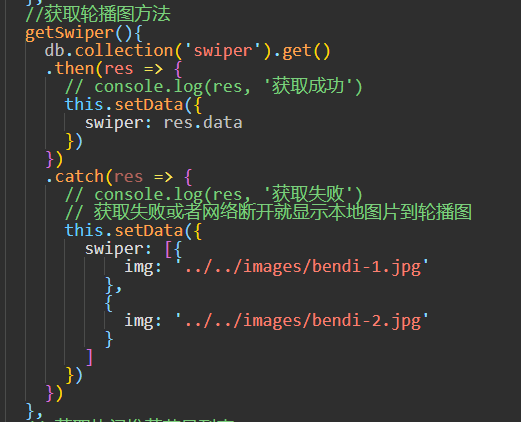 //获取轮播图方法
getSwiper(){
db.collection('swiper').get()
.then(res => {
// console.log(res, '获取成功')
this.setData({
swiper: res.data
})
})
.catch(res => {
// console.log(res, '获取失败')
// 获取失败或者网络断开就显示本地图片到轮播图
this.setData({
swiper: [{
img: '../../images/bendi-1.jpg'
},
{
img: '../../images/bendi-2.jpg'
}
]
})
})
},